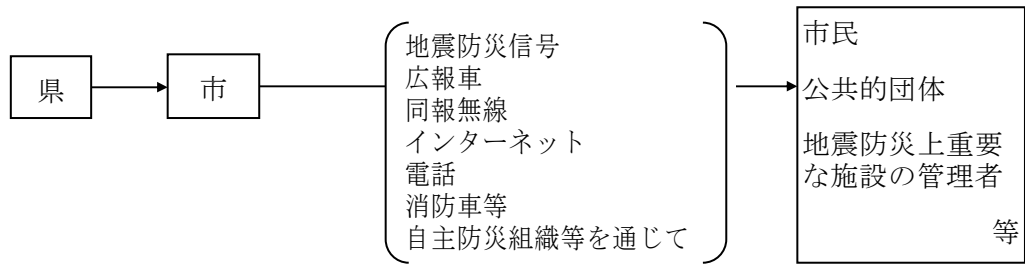 県
市
地震防災信号
広報車
同報無線
インターネット
電話
消防車等
自主防災組織等を通じて
市民
公共的団体
地震防災上重要
な施設の管理者
等